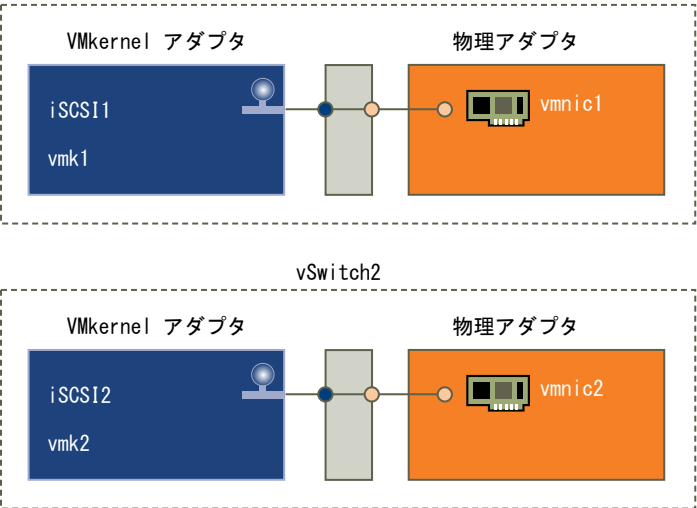 VMkernel アダプタ
物理アダプタ
iSCSI1
vmnic1
vmk1
vSwitch2
VMkernel アダプタ
物理アダプタ
iSCSI2
vmnic2
vmk2